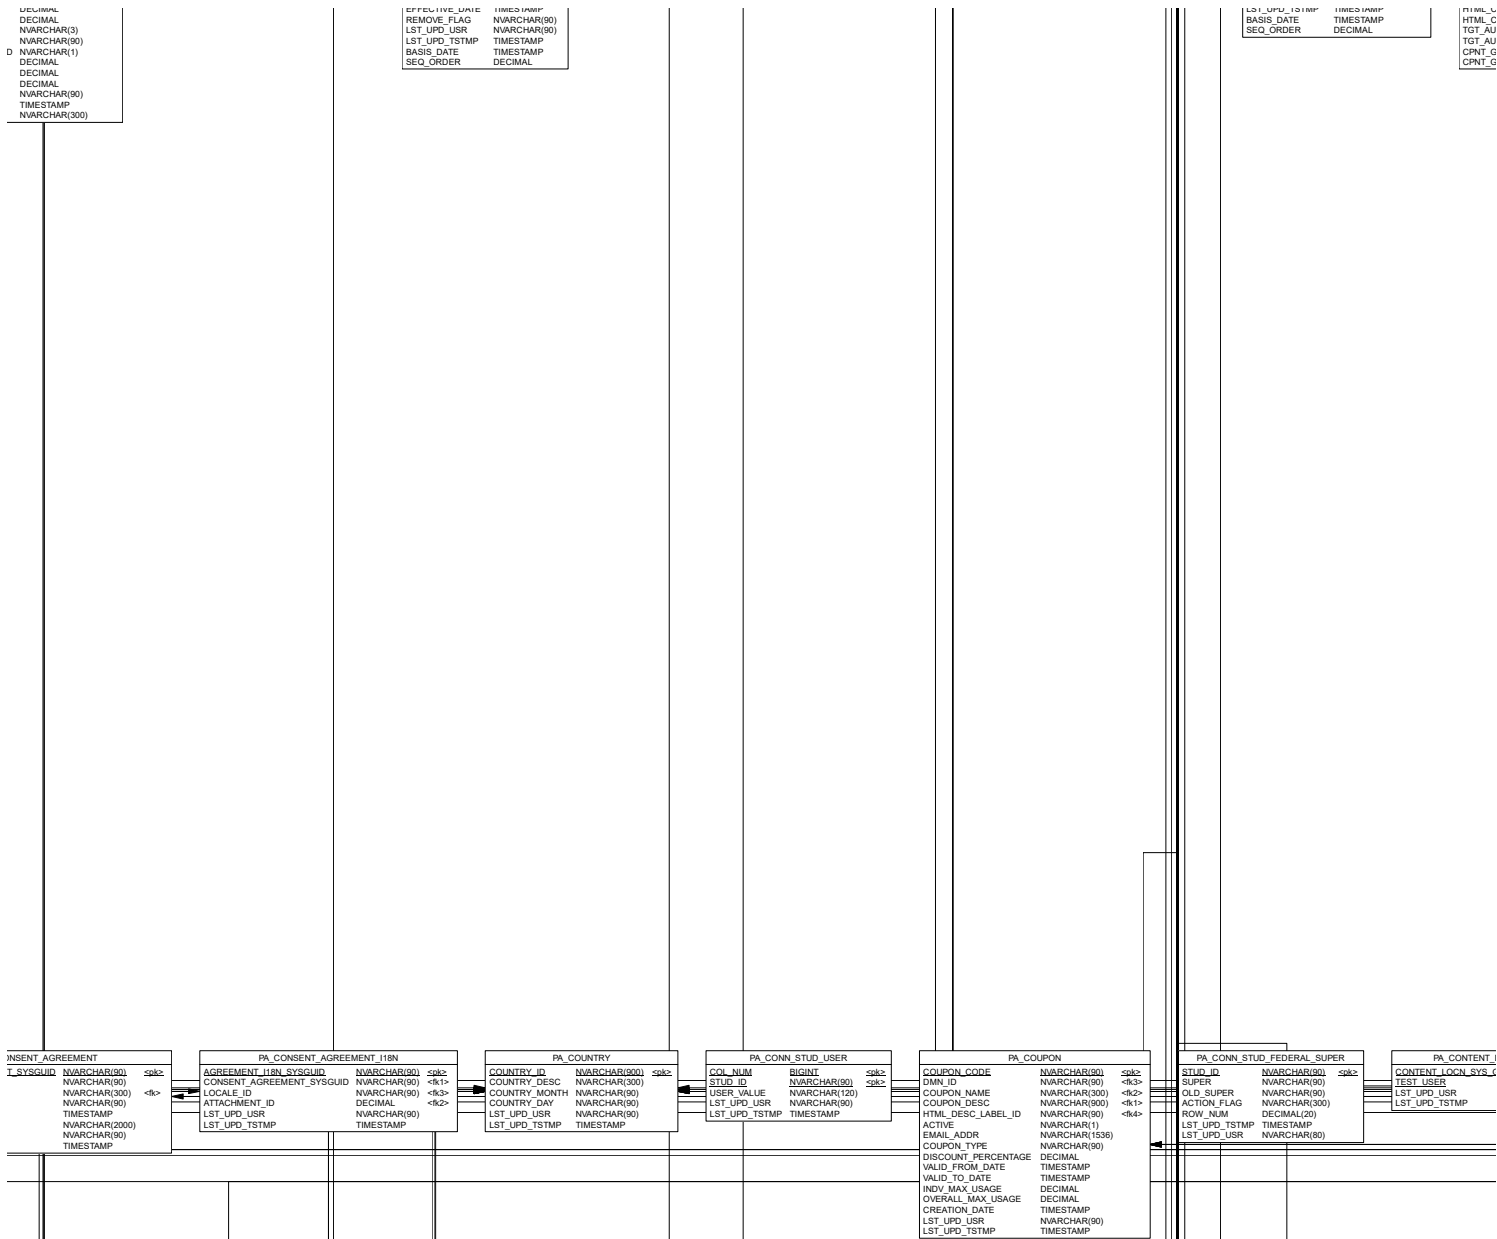 DECIMAL
DECIMAL
NVARCHAR(3)
NVARCHAR(90)
D NVARCHAR(1)
DECIMAL
DECIMAL
DECIMAL
NVARCHAR(90)
TIMESTAMP
NVARCHAR(300)
EFFECTIVE_DATE TIMESTAMP
REMOVE_FLAG NVARCHAR(90)
LST_UPD_USR NVARCHAR(90)
LST_UPD_TSTMP TIMESTAMP
BASIS_DATE TIMESTAMP
SEQ_ORDER DECIMAL
LST_UPD_TSTMP TIMESTAMP
BASIS_DATE TIMESTAMP
SEQ_ORDER DECIMAL
HTML_C
HTML_C
TGT_AU
TGT_AU
CPNT_G
CPNT_G
ONSENT_AGREEMENT
T_SYSGUID NVARCHAR(90) <pk>
NVARCHAR(90)
NVARCHAR(300) <fk>
NVARCHAR(90)
TIMESTAMP
NVARCHAR(2000)
NVARCHAR(90)
TIMESTAMP
PA_CONSENT_AGREEMENT_I18N
AGREEMENT_I18N_SYSGUID NVARCHAR(90) <pk>
CONSENT_AGREEMENT_SYSGUID NVARCHAR(90) <fk1>
LOCALE_ID NVARCHAR(90) <fk3>
ATTACHMENT_ID DECIMAL <fk2>
LST_UPD_USR NVARCHAR(90)
LST_UPD_TSTMP TIMESTAMP
PA_COUNTRY
COUNTRY_ID NVARCHAR(900) <pk>
COUNTRY_DESC NVARCHAR(300)
COUNTRY_MONTH NVARCHAR(90)
COUNTRY_DAY NVARCHAR(90)
LST_UPD_USR NVARCHAR(90)
LST_UPD_TSTMP TIMESTAMP
PA_CONN_STUD_USER
COL_NUM BIGINT <pk>
STUD_ID NVARCHAR(90) <pk>
USER_VALUE NVARCHAR(120)
LST_UPD_USR NVARCHAR(90)
LST_UPD_TSTMP TIMESTAMP
PA_COUPON
COUPON_CODE NVARCHAR(90) <pk>
DMN_ID NVARCHAR(90) <fk3>
COUPON_NAME NVARCHAR(300) <fk2>
COUPON_DESC NVARCHAR(900) <fk1>
HTML_DESC_LABEL_ID NVARCHAR(90) <fk4>
ACTIVE NVARCHAR(1)
EMAIL_ADDR NVARCHAR(1536)
COUPON_TYPE NVARCHAR(90)
DISCOUNT_PERCENTAGE DECIMAL
VALID_FROM_DATE TIMESTAMP
VALID_TO_DATE TIMESTAMP
INDV_MAX_USAGE DECIMAL
OVERALL_MAX_USAGE DECIMAL
CREATION_DATE TIMESTAMP
LST_UPD_USR NVARCHAR(90)
LST_UPD_TSTMP TIMESTAMP
PA_CONN_STUD_FEDERAL_SUPER
STUD_ID NVARCHAR(90) <pk>
SUPER NVARCHAR(90)
OLD_SUPER NVARCHAR(90)
ACTION_FLAG NVARCHAR(300)
ROW_NUM DECIMAL(20)
LST_UPD_TSTMP TIMESTAMP
LST_UPD_USR NVARCHAR(80)
PA_CONTENT_
CONTENT_LOCN_SYS_G
TEST_USER
LST_UPD_USR
LST_UPD_TSTMP